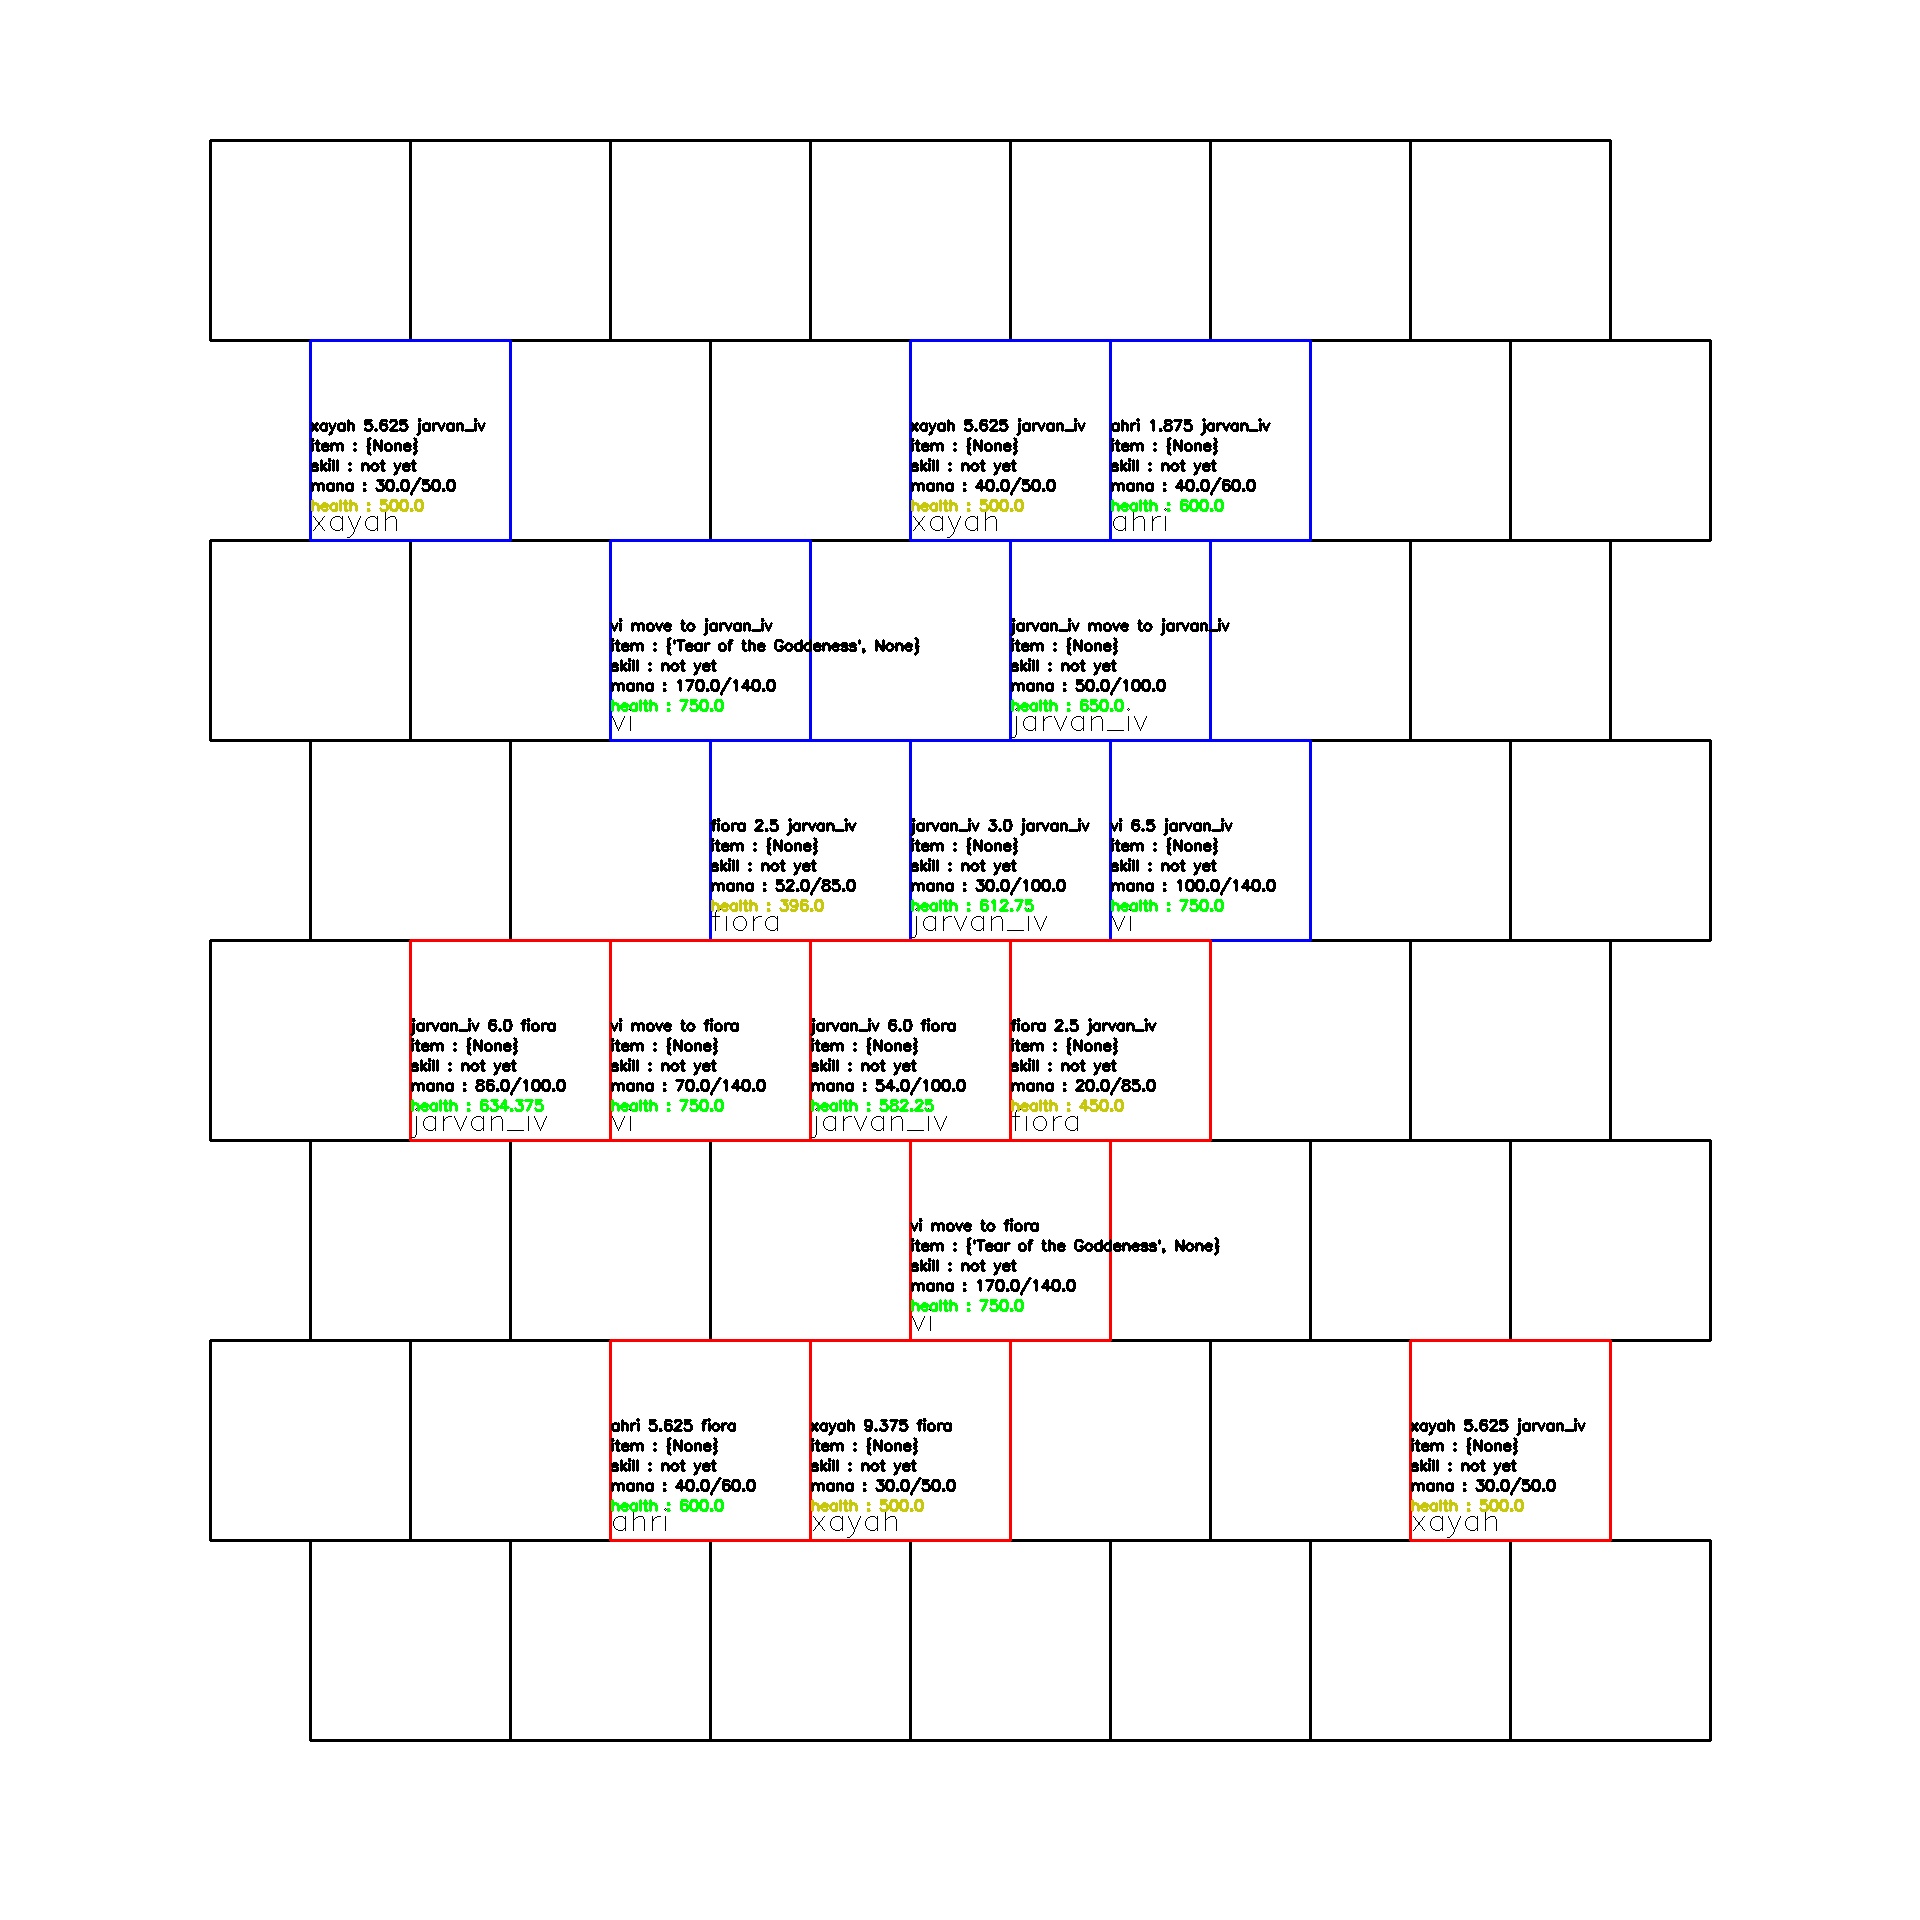 xayah 5.625 jarvan_iv
item : {None}
skill : not yet
mana : 30.0/50.0
health : 500.0
xayah
xayah 5.625 jarvan_iv
item : {None}
skill : not yet
mana : 40.0/50.0
health : 500.0
xayah
ahri 1.875 jarvan_iv
item : {None}
skill : not yet
mana : 40.0/60.0
health : 600.0
ahri
vi move to jarvan_iv
item : {'Tear of the Goddeness', None}
skill : not yet
mana : 170.0/140.0
health : 750.0
vi
jarvan_iv move to jarvan_iv
item : {None}
skill : not yet
mana : 50.0/100.0
health : 650.0
jarvan_iv
fiora 2.5 jarvan_iv
item : {None}
skill : not yet
mana : 52.0/85.0
health : 396.0
fiora
jarvan_iv 3.0 jarvan_iv
item : {None}
skill : not yet
mana : 30.0/100.0
health : 612.75
jarvan_iv
vi 6.5 jarvan_iv
item : {None}
skill : not yet
mana : 100.0/140.0
health : 750.0
vi
jarvan_iv 6.0 fiora
item : {None}
skill : not yet
mana : 86.0/100.0
health : 634.375
jarvan_iv
vi move to fiora
item : {None}
skill : not yet
mana : 70.0/140.0
health : 750.0
vi
jarvan_iv 6.0 fiora
item : {None}
skill : not yet
mana : 54.0/100.0
health : 582.25
jarvan_iv
fiora 2.5 jarvan_iv
item : {None}
skill : not yet
mana : 20.0/85.0
health : 450.0
fiora
vi move to fiora
item : {'Tear of the Goddeness', None}
skill : not yet
mana : 170.0/140.0
health : 750.0
vi
ahri 5.625 fiora
item : {None}
skill : not yet
mana : 40.0/60.0
health : 600.0
ahri
xayah 9.375 fiora
item : {None}
skill : not yet
mana : 30.0/50.0
health : 500.0
xayah
xayah 5.625 jarvan_iv
item : {None}
skill : not yet
mana : 30.0/50.0
health : 500.0
xayah